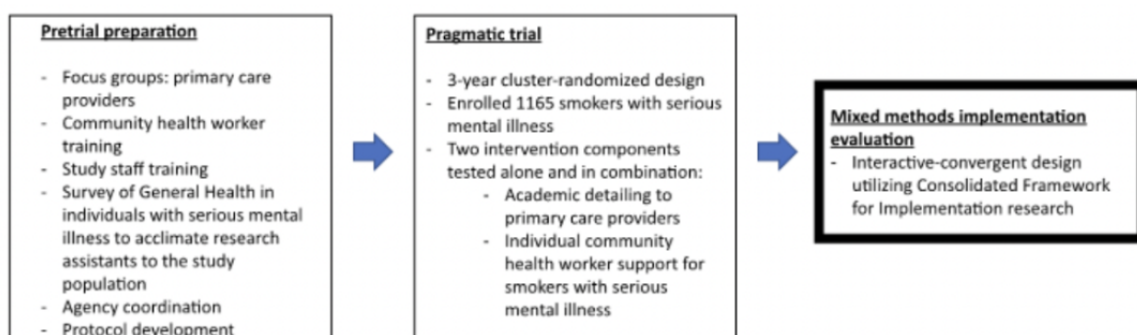 Pretrial preparation
- Focus groups: primary care
providers
- Community health worker
training
- Study staff training
- Survey of General Health in
individuals with serious mental
illness to acclimate research
assistants to the study
population
- Agency coordination
- Protocol development
Pragmatic trial
- 3-year cluster-randomized design
- Enrolled 1165 smokers with serious
mental illness
- Two intervention components
tested alone and in combination:
- Academic detailing to
primary care providers
- Individual community
health worker support for
smokers with serious
mental illness
Mixed methods implementation
evaluation
- Interactive-convergent design
utilizing Consolidated Framework
for Implementation research